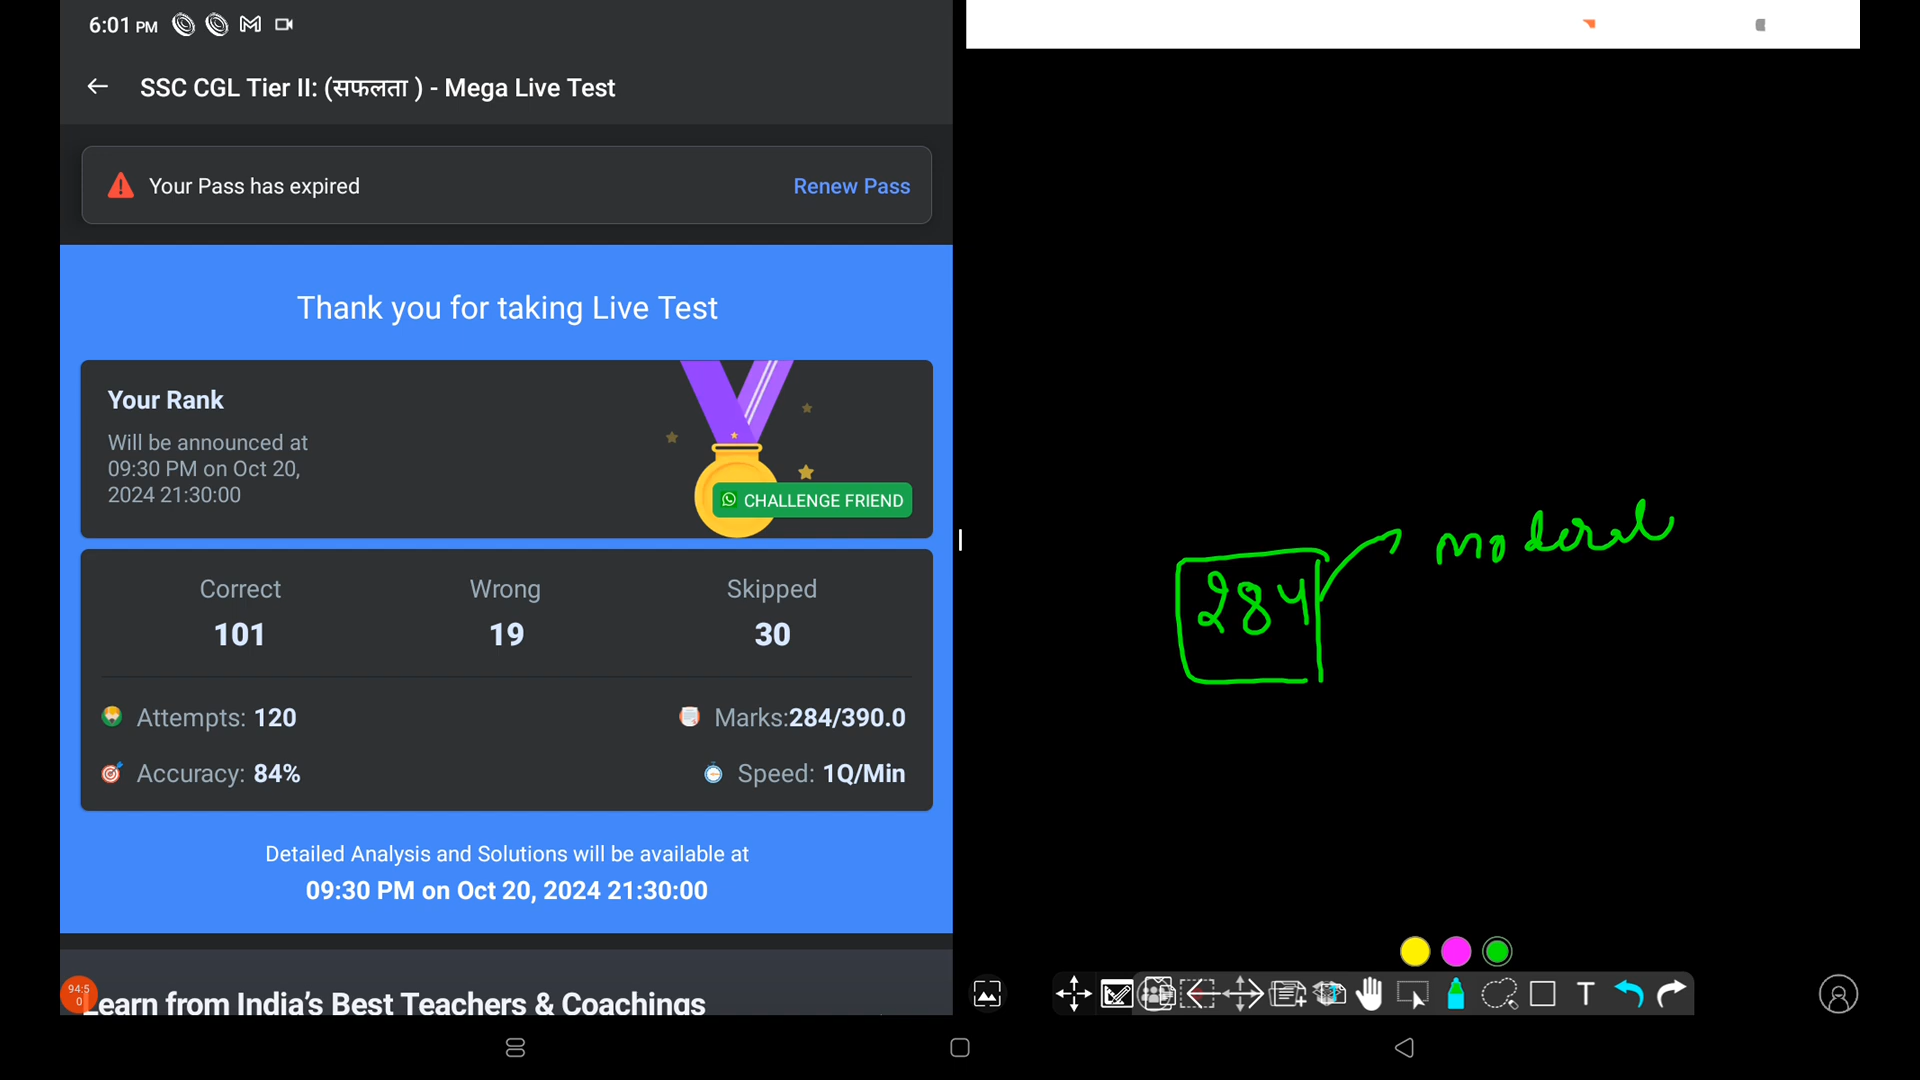 6:01 PM
SSC CGL Tier II: (सफलता ) - Mega Live Test
Your Pass has expired
Renew Pass
Thank you for taking Live Test
Your Rank
Will be announced at
09:30 PM on Oct 20,
2024 21:30:00
CHALLENGE FRIEND
Correct Wrong Skipped
101 19 30
Attempts: 120 Marks:284/390.0
Accuracy: 84% Speed: 1Q/Min
Detailed Analysis and Solutions will be available at
09:30 PM on Oct 20, 2024 21:30:00
94:5
0
Learn from India’s Best Teachers & Coachings
284
T